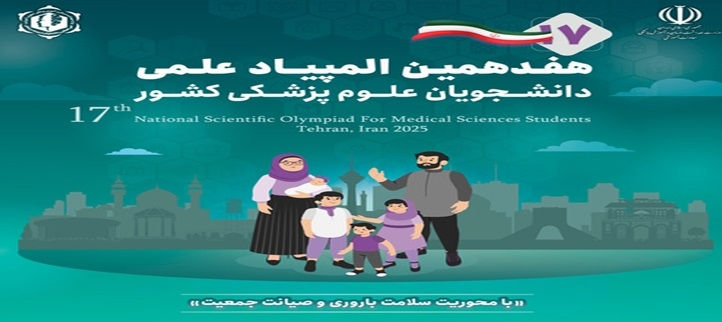 ۱۷
هفدهمین المپیاد علمی
دانشجویان علوم پزشکی کشور
17th National Scientific Olympiad For Medical Sciences Students
Tehran, Iran 2025
«با محوریت سلامت باروری و صیانت جمعیت»